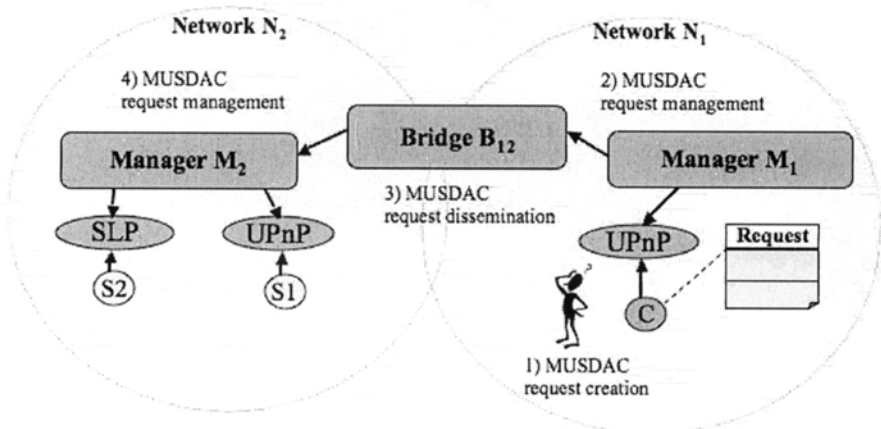 Network N2
Network N1
4) MUSDAC
request management
2) MUSDAC
request management
Bridge B12
Manager M2
Manager M1
3) MUSDAC
request dissemination
SLP
UPnP
UPnP
Request
S2
S1
C
1) MUSDAC
request creation